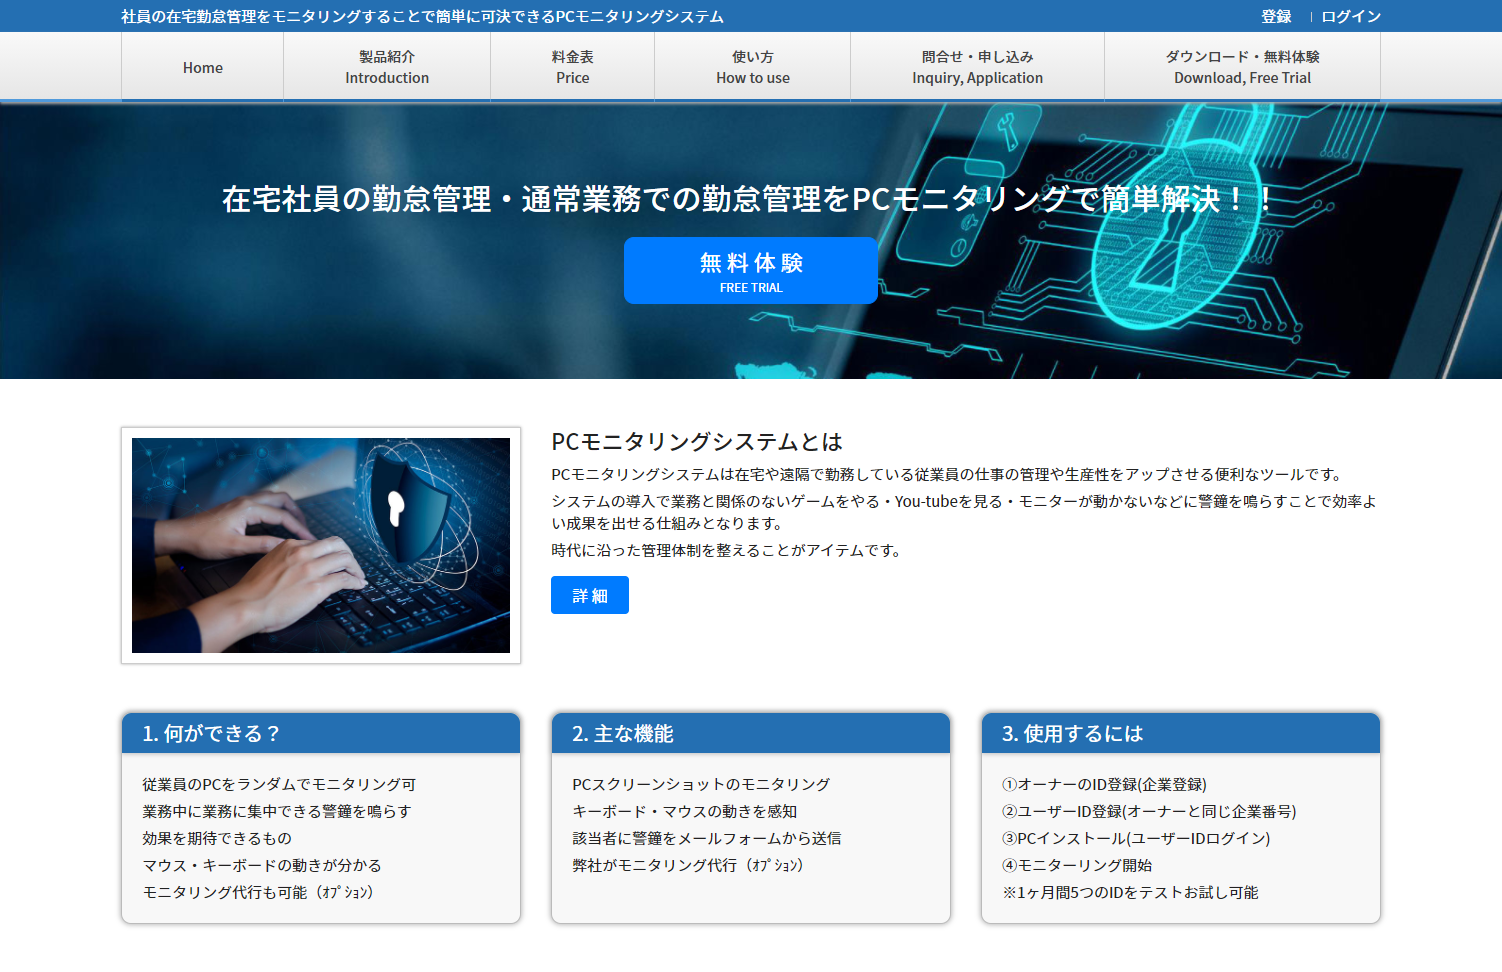 社員の在宅勤怠管理をモニタリングすることで簡単に可決できるPCモニタリングシステム
登録 | ログイン
Home
製品紹介
Introduction
料金表
Price
使い方
How to use
問合せ・申し込み
Inquiry, Application
ダウンロード・無料体験
Download, Free Trial
在宅社員の勤怠管理・通常業務での勤怠管理をPCモニタリングで簡単解決！！
無料体験
FREE TRIAL
PCモニタリングシステムとは
PCモニタリングシステムは在宅や遠隔で勤務している従業員の仕事の管理や生産性をアップさせる便利なツールです。
システムの導入で業務と関係のないゲームをやる・You-tubeを見る・モニターが動かないなどに警鐘を鳴らすことで効率よ
い成果を出せる仕組みとなります。
時代に沿った管理体制を整えることがアイテムです。
詳細
1. 何ができる？
従業員のPCをランダムでモニタリング可
業務中に業務に集中できる警鐘を鳴らす
効果を期待できるもの
マウス・キーボードの動きが分かる
モニタリング代行も可能（ｵﾌﾟｼｮﾝ）
2. 主な機能
PCスクリーンショットのモニタリング
キーボード・マウスの動きを感知
該当者に警鐘をメールフォームから送信
弊社がモニタリング代行（ｵﾌﾟｼｮﾝ）
3. 使用するには
①オーナーのID登録(企業登録)
②ユーザーID登録(オーナーと同じ企業番号)
③PCインストール(ユーザーIDログイン)
④モニターリング開始
※1ヶ月間5つのIDをテストお試し可能